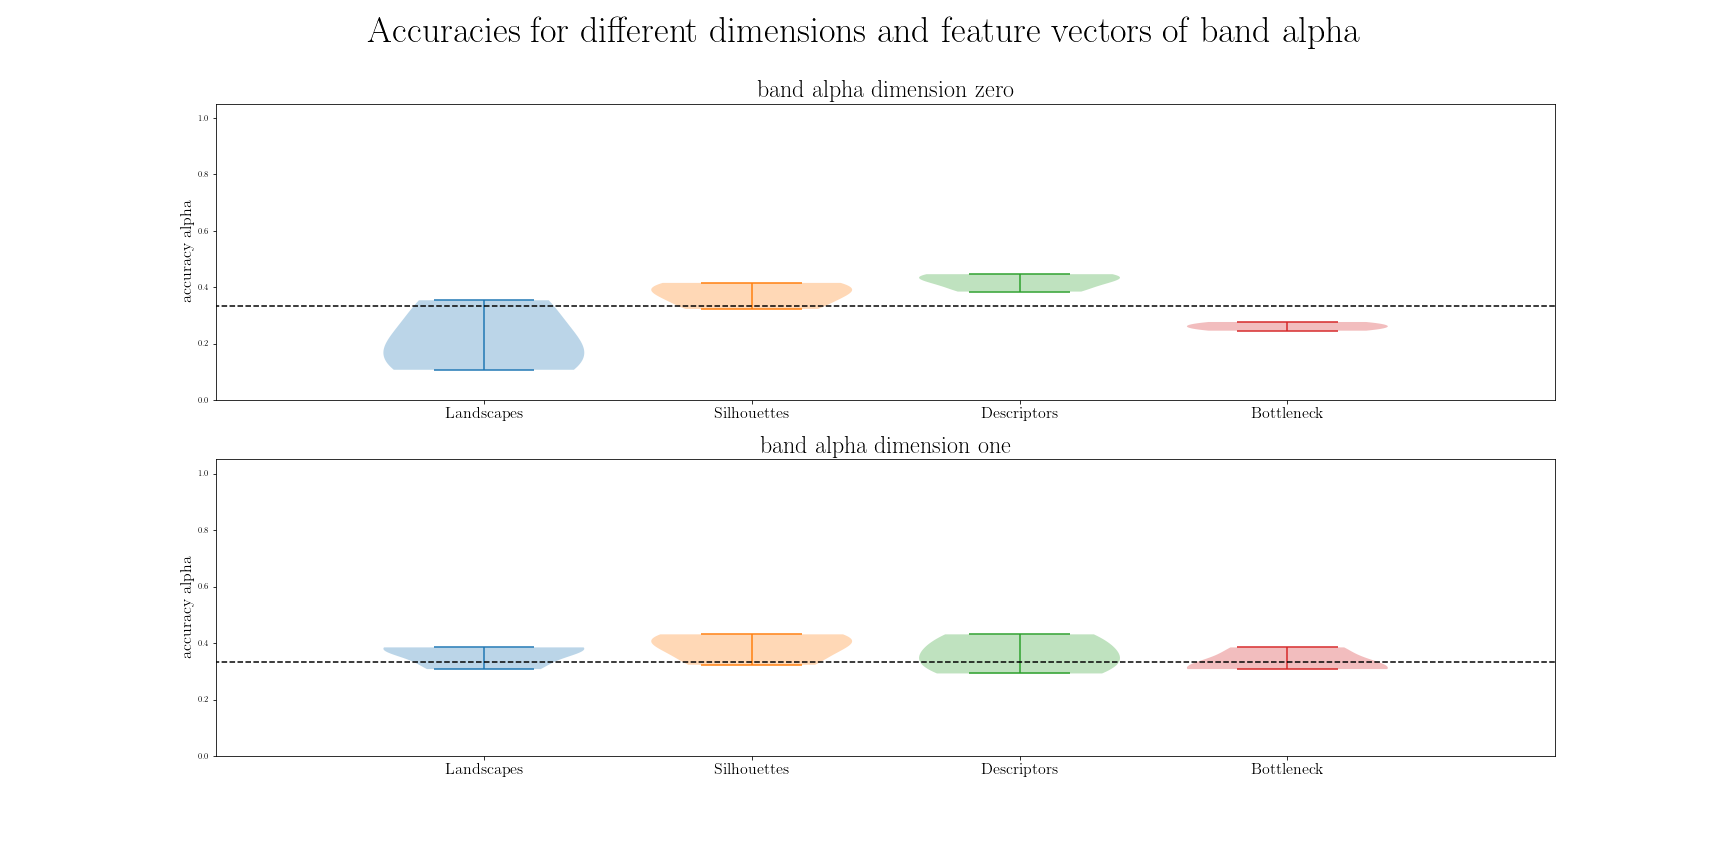 Accuracies for different dimensions and feature vectors of band alpha
band alpha dimension zero
1.0
0.8
0.6
0.4
0.2
0.0
accuracy alpha
Landscapes Silhouettes Descriptors Bottleneck
band alpha dimension one
1.0
0.8
0.6
0.4
0.2
0.0
accuracy alpha
Landscapes Silhouettes Descriptors Bottleneck